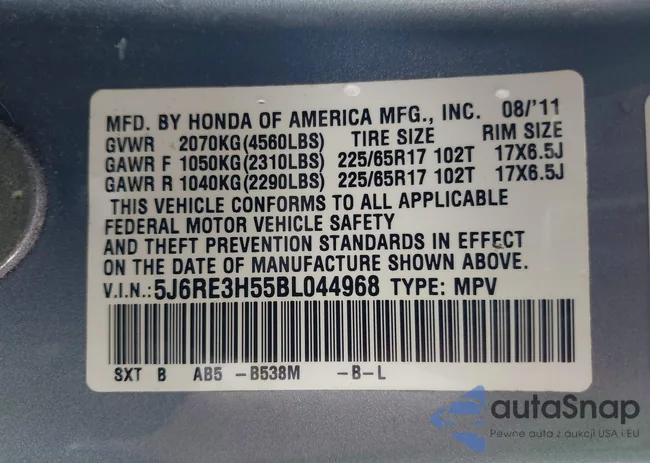 MFD. BY HONDA OF AMERICA MFG., INC. 08/'11
GVWR 2070KG(4560LBS) TIRE SIZE RIM SIZE
GAWR F 1050KG(2310LBS) 225/65R17 102T 17X6.5J
GAWR R 1040KG(2290LBS) 225/65R17 102T 17X6.5J
THIS VEHICLE CONFORMS TO ALL APPLICABLE
FEDERAL MOTOR VEHICLE SAFETY
AND THEFT PREVENTION STANDARDS IN EFFECT
ON DATE OF MANUFACTURE SHOWN ABOVE.
V.I.N.: 5J6RE3H55BL044968 TYPE: MPV
SXT B AB5 -B538M -B-L
autaSnap
Pewne auta z aukcji USA i EU